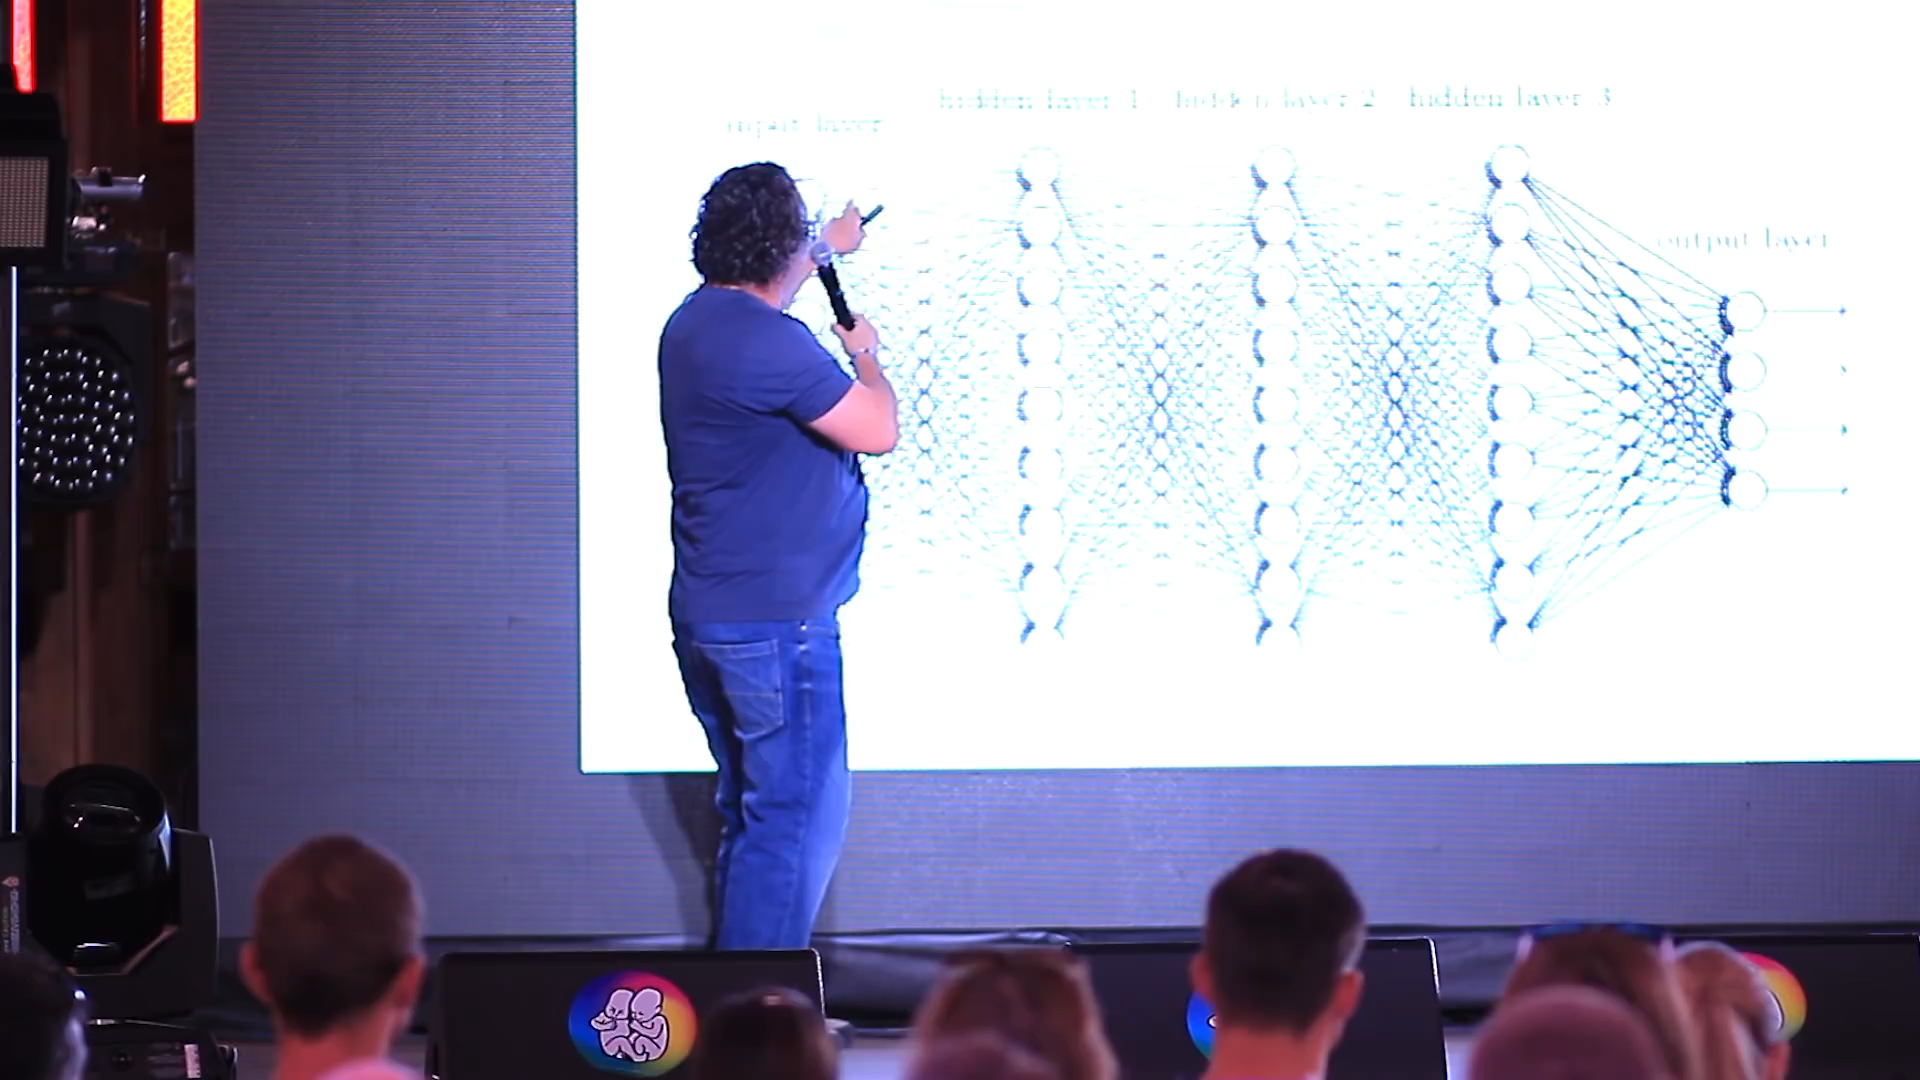 hidden layer 1 hidden layer 2 hidden layer 3
input layer
output layer